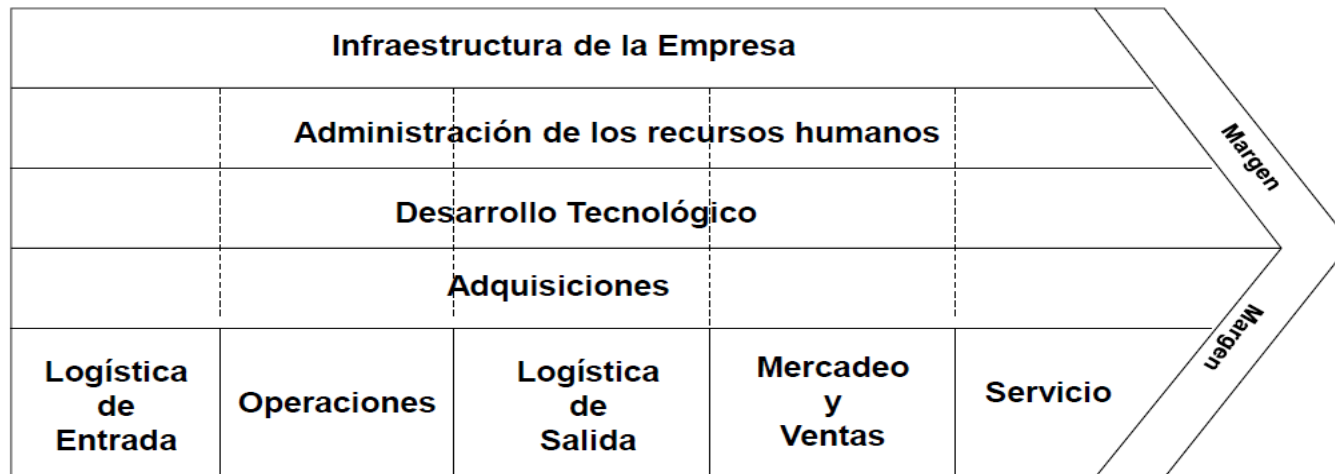 Infraestructura de la Empresa
Administración de los recursos humanos
Desarrollo Tecnológico
Adquisiciones
Logística
de
Entrada
Operaciones
Logística
de
Salida
Mercadeo
y
Ventas
Servicio
Margen
Margen